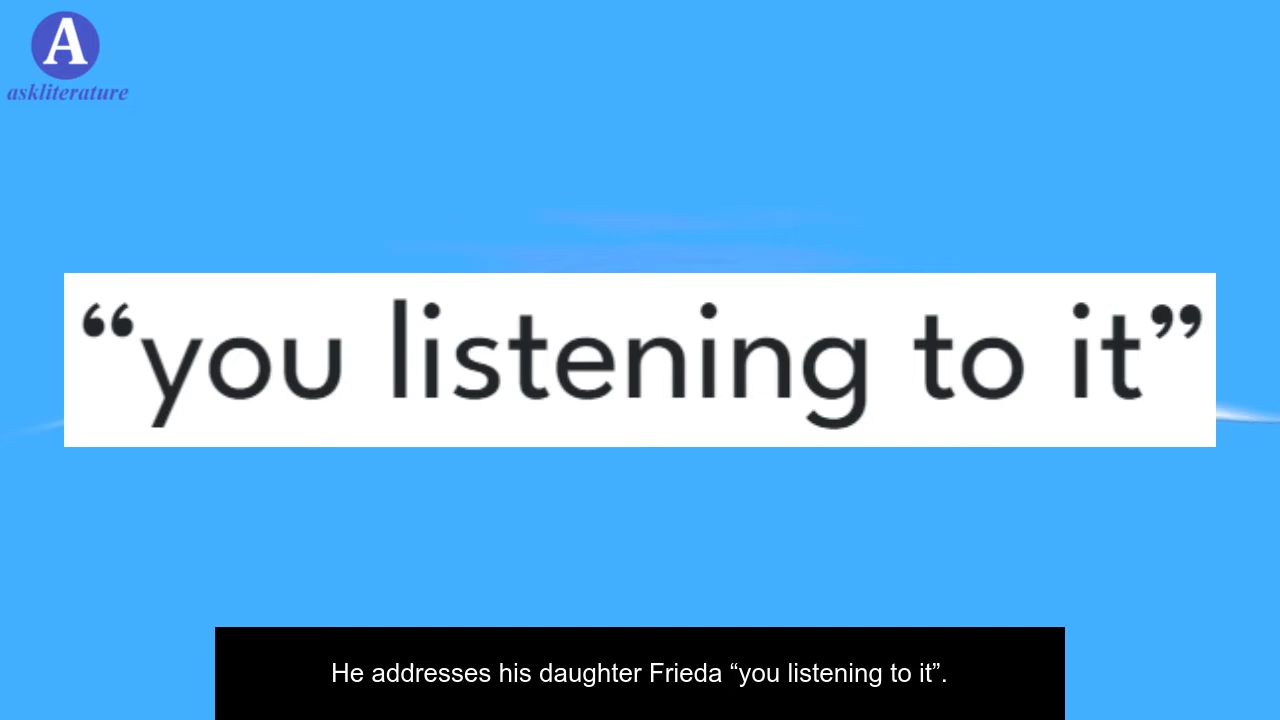 A
askliterature
“you listening to it”
He addresses his daughter Frieda “you listening to it”.